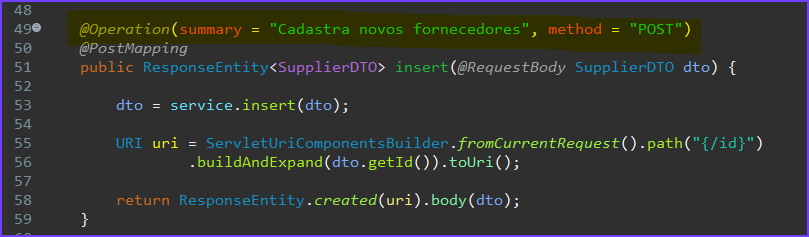 48
49 @Operation(summary = "Cadastra novos fornecedores", method = "POST")
50 @PostMapping
51 public ResponseEntity<SupplierDTO> insert(@RequestBody SupplierDTO dto) {
52
53 dto = service.insert(dto);
54
55 URI uri = ServletUriComponentsBuilder.fromCurrentRequest().path("{/id}")
56 .buildAndExpand(dto.getId()).toUri();
57
58 return ResponseEntity.created(uri).body(dto);
59 }